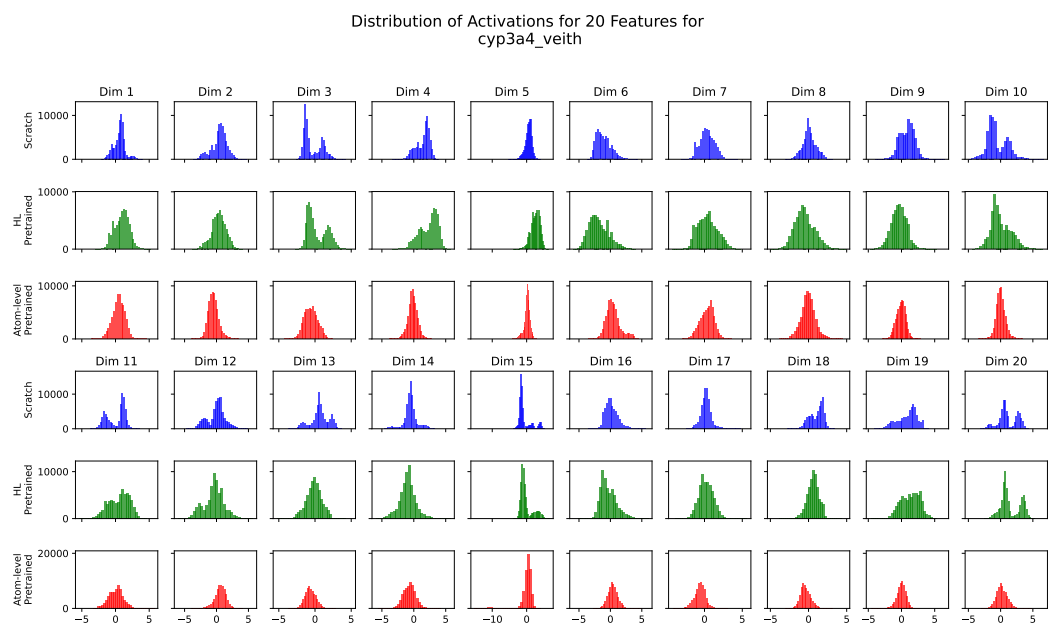 Distribution of Activations for 20 Features for
cyp3a4_veith
Dim 1 Dim 2 Dim 3 Dim 4 Dim 5 Dim 6 Dim 7 Dim 8 Dim 9 Dim 10
Scratch
10000
0
HL
Pretrained
10000
0
Atom-level
Pretrained
10000
0
Dim 11 Dim 12 Dim 13 Dim 14 Dim 15 Dim 16 Dim 17 Dim 18 Dim 19 Dim 20
Scratch
10000
0
HL
Pretrained
10000
0
Atom-level
Pretrained
20000
10000
0
−5 0 5 −5 0 5 −5 0 5 −5 0 5 −10 0 −5 0 5 −5 0 5 −5 0 5 −5 0 5 −5 0 5